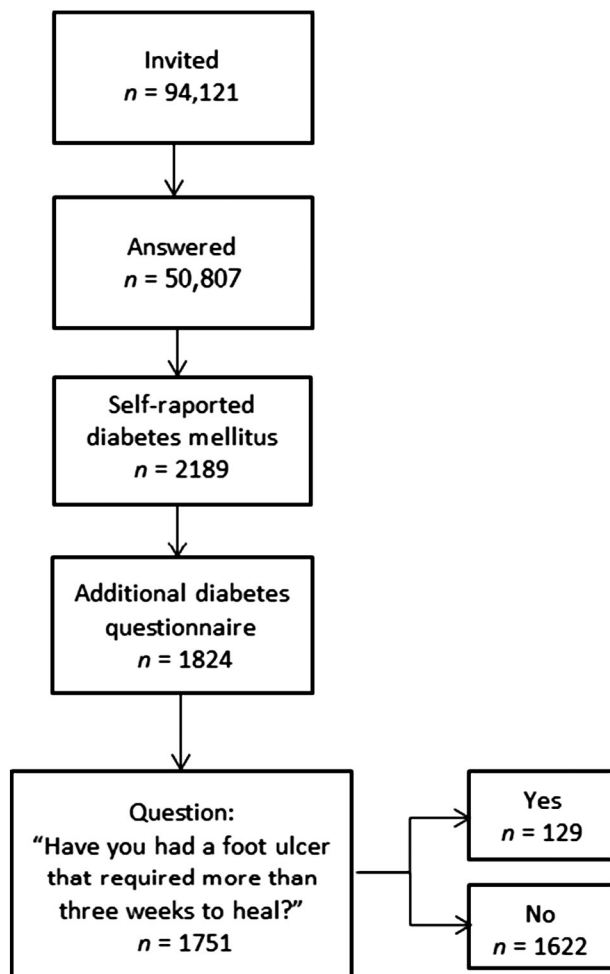 Invited
n = 94,121
Answered
n = 50,807
Self-raported
diabetes mellitus
n = 2189
Additional diabetes
questionnaire
n = 1824
Question:
“Have you had a foot ulcer
that required more than
three weeks to heal?”
n = 1751
Yes
n = 129
No
n = 1622